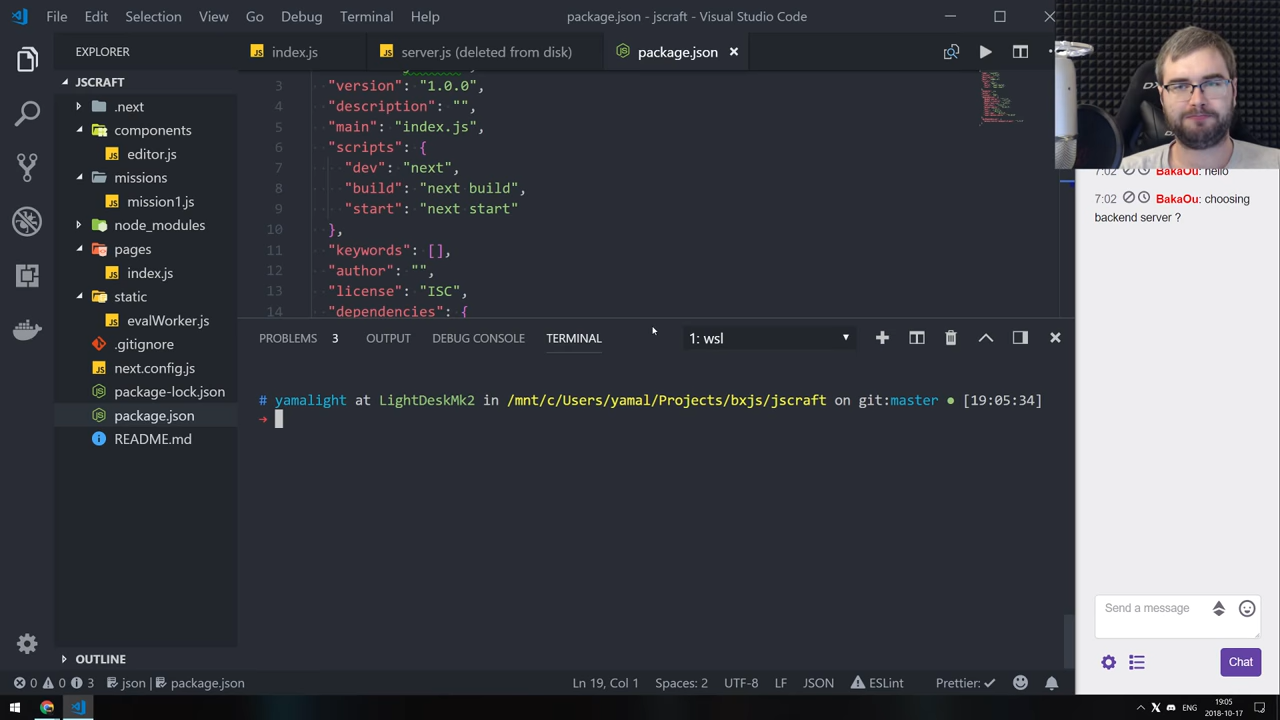 File Edit Selection View Go Debug Terminal Help
package.json - jscraft - Visual Studio Code
EXPLORER
index.js
server.js (deleted from disk)
package.json
JSCRAFT
.next
components
editor.js
missions
mission1.js
node_modules
pages
index.js
static
evalWorker.js
.gitignore
next.config.js
package-lock.json
package.json
README.md
OUTLINE
3 "version": "1.0.0",
4 "description": "",
5 "main": "index.js",
6 "scripts": {
7 "dev": "next",
8 "build": "next build",
9 "start": "next start"
10 },
11 "keywords": [],
12 "author": "",
13 "license": "ISC",
14 "dependencies": {
PROBLEMS 3 OUTPUT DEBUG CONSOLE TERMINAL
1: wsl
# yamalight at LightDeskMk2 in /mnt/c/Users/yamal/Projects/bxjs/jscraft on git:master ● [19:05:34]
→
7:02 BakaOu: hello
7:02 BakaOu: choosing
backend server ?
Send a message
Chat
0 0 3 json package.json
Ln 19, Col 1 Spaces: 2 UTF-8 LF JSON ESLint Prettier: ✓
ENG
19:05
2018-10-17